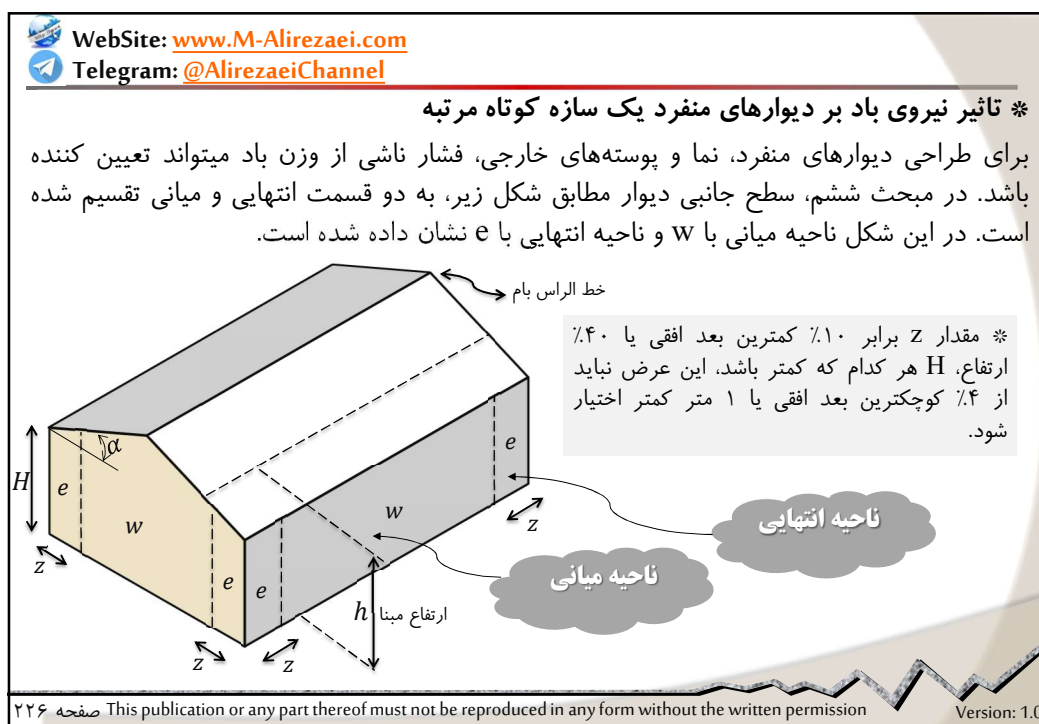 WebSite: www.M-Alirezaei.com
Telegram: @AlirezaeiChannel
* تاثیر نیروی باد بر دیوارهای منفرد یک سازه کوتاه مرتبه
برای طراحی دیوارهای منفرد، نما و پوسته‌های خارجی، فشار ناشی از وزن باد میتواند تعیین کننده
باشد. در مبحث ششم، سطح جانبی دیوار مطابق شکل زیر، به دو قسمت انتهایی و میانی تقسیم شده
است. در این شکل ناحیه میانی با w و ناحیه انتهایی با e نشان داده شده است.
خط الراس بام
* مقدار z برابر ۱۰٪ کمترین بعد افقی یا ۴۰٪
ارتفاع، H هر کدام که کمتر باشد، این عرض نباید
از ۴٪ کوچکترین بعد افقی یا ۱ متر کمتر اختیار
شود.
α
H
e
w
z
e
e
z
z
w
e
z
ناحیه انتهایی
ناحیه میانی
ارتفاع مبنا h
صفحه ۲۲۶ This publication or any part thereof must not be reproduced in any form without the written permission
Version: 1.0